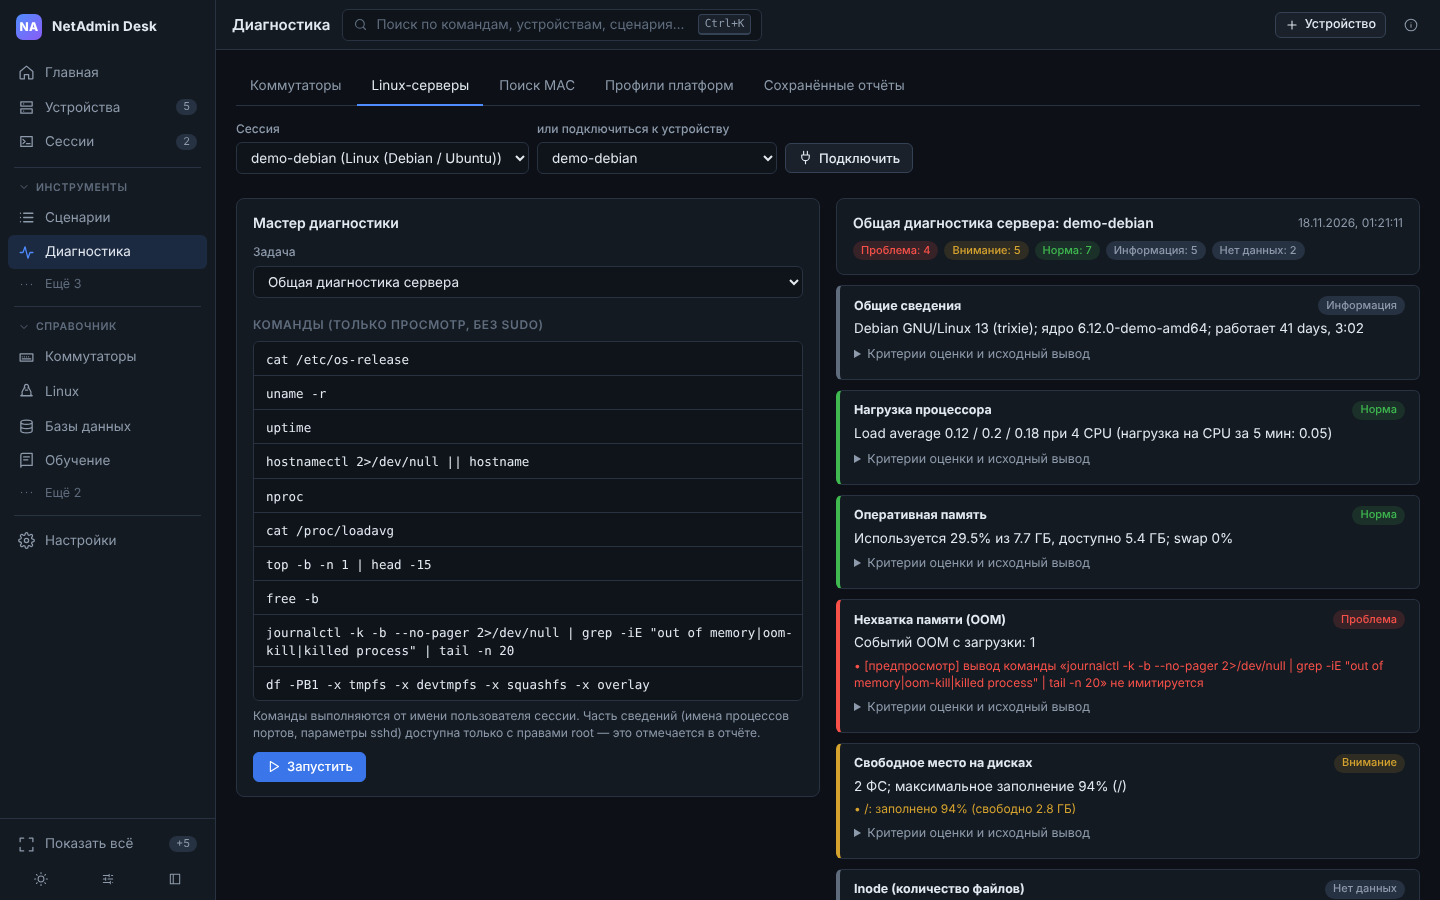 NA NetAdmin Desk
Главная
Устройства 5
Сессии 2
ИНСТРУМЕНТЫ
Сценарии
Диагностика
Ещё 3
СПРАВОЧНИК
Коммутаторы
Linux
Базы данных
Обучение
Ещё 2
Настройки
Показать всё +5
Диагностика
Поиск по командам, устройствам, сценария... Ctrl+K
Устройство
Коммутаторы Linux-серверы Поиск MAC Профили платформ Сохранённые отчёты
Сессия
demo-debian (Linux (Debian / Ubuntu))
или подключиться к устройству
demo-debian
Подключить
Мастер диагностики
Задача
Общая диагностика сервера
КОМАНДЫ (ТОЛЬКО ПРОСМОТР, БЕЗ SUDO)
cat /etc/os-release
uname -r
uptime
hostnamectl 2>/dev/null || hostname
nproc
cat /proc/loadavg
top -b -n 1 | head -15
free -b
journalctl -k -b --no-pager 2>/dev/null | grep -iE "out of memory|oom-
kill|killed process" | tail -n 20
df -PB1 -x tmpfs -x devtmpfs -x squashfs -x overlay
Команды выполняются от имени пользователя сессии. Часть сведений (имена процессов
портов, параметры sshd) доступна только с правами root — это отмечается в отчёте.
Запустить
Общая диагностика сервера: demo-debian 18.11.2026, 01:21:11
Проблема: 4 Внимание: 5 Норма: 7 Информация: 5 Нет данных: 2
Общие сведения Информация
Debian GNU/Linux 13 (trixie); ядро 6.12.0-demo-amd64; работает 41 days, 3:02
Критерии оценки и исходный вывод
Нагрузка процессора Норма
Load average 0.12 / 0.2 / 0.18 при 4 CPU (нагрузка на CPU за 5 мин: 0.05)
Критерии оценки и исходный вывод
Оперативная память Норма
Используется 29.5% из 7.7 ГБ, доступно 5.4 ГБ; swap 0%
Критерии оценки и исходный вывод
Нехватка памяти (OOM) Проблема
Событий OOM с загрузки: 1
• [предпросмотр] вывод команды «journalctl -k -b --no-pager 2>/dev/null | grep -iE "out of
memory|oom-kill|killed process" | tail -n 20» не имитируется
Критерии оценки и исходный вывод
Свободное место на дисках Внимание
2 ФС; максимальное заполнение 94% (/)
• /: заполнено 94% (свободно 2.8 ГБ)
Критерии оценки и исходный вывод
Inode (количество файлов) Нет данных